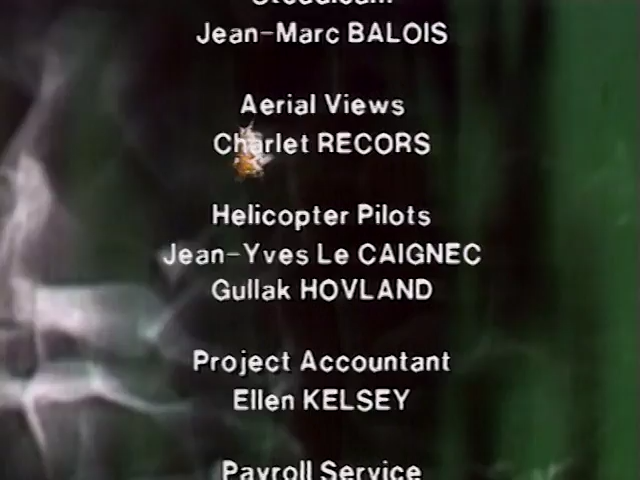 Steadicam
Jean-Marc BALOIS
Aerial Views
Charlet RECORS
Helicopter Pilots
Jean-Yves Le CAIGNEC
Gullak HOVLAND
Project Accountant
Ellen KELSEY
Payroll Service